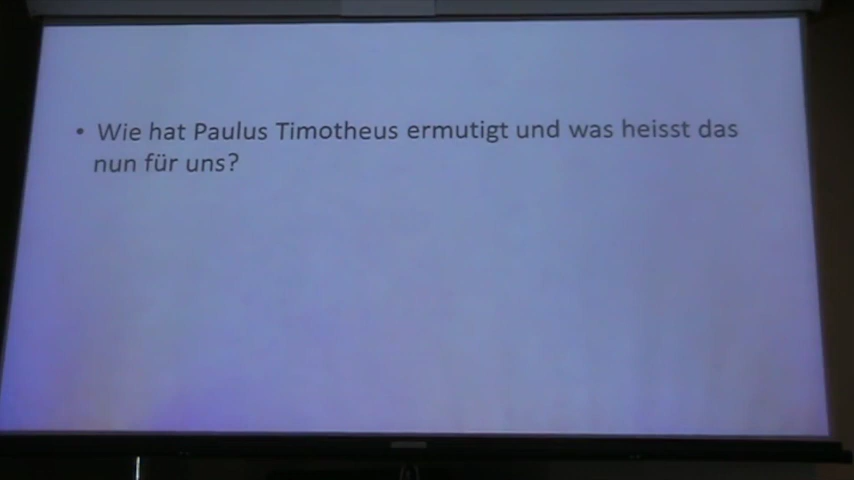 • Wie hat Paulus Timotheus ermutigt und was heisst das
nun für uns?